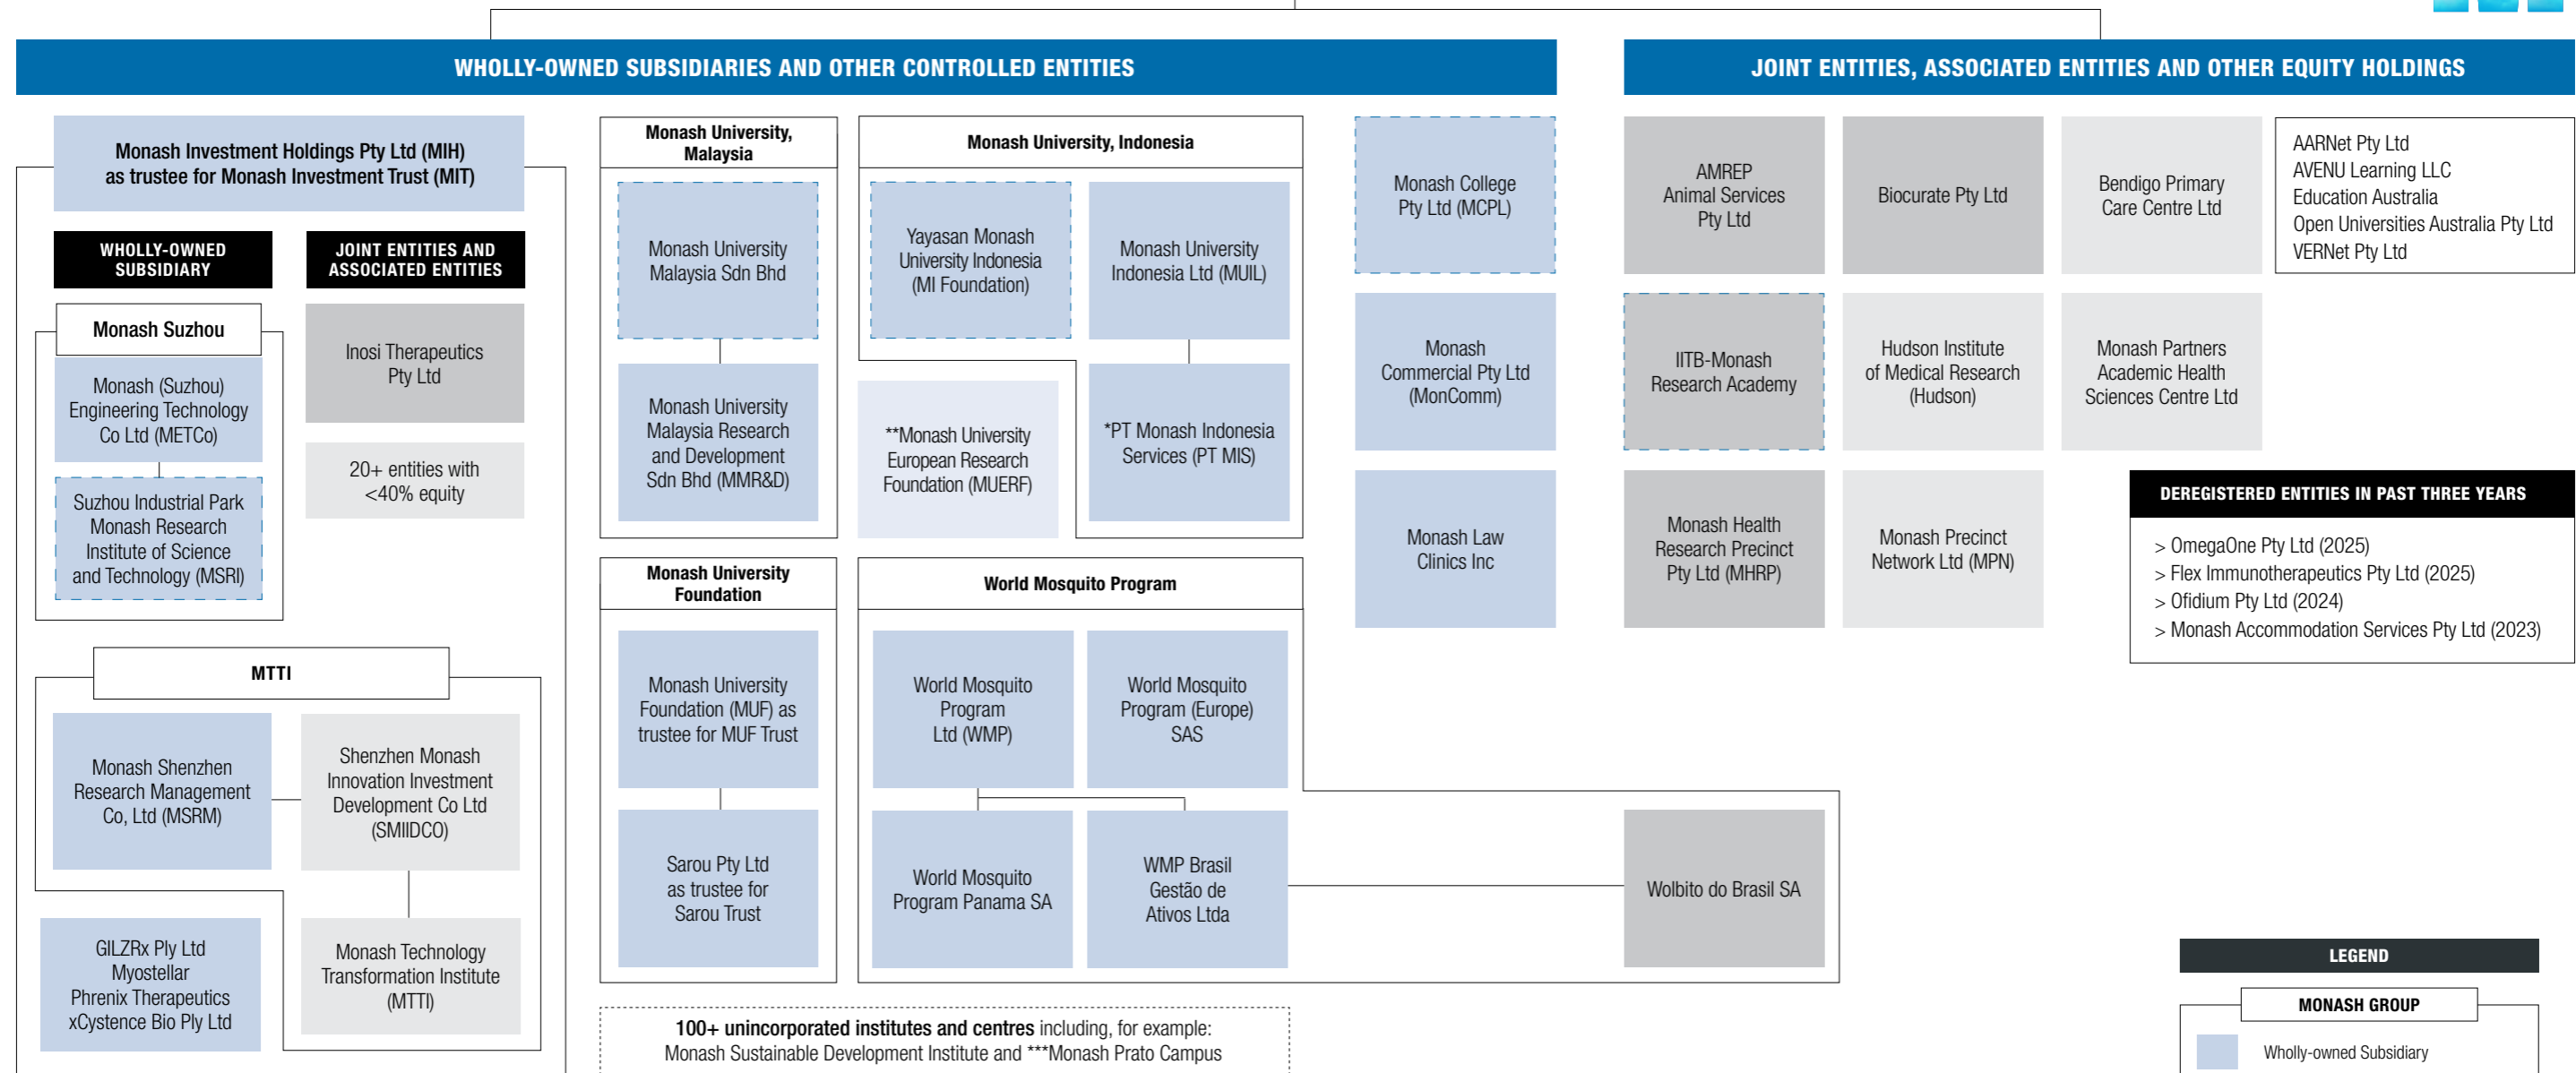 WHOLLY-OWNED SUBSIDIARIES AND OTHER CONTROLLED ENTITIES
Monash Investment Holdings Pty Ltd (MIH)
as trustee for Monash Investment Trust (MIT)
WHOLLY-OWNED
SUBSIDIARY
JOINT ENTITIES AND
ASSOCIATED ENTITIES
Monash Suzhou
Monash (Suzhou)
Engineering Technology
Co Ltd (METCo)
Suzhou Industrial Park
Monash Research
Institute of Science
and Technology (MSRI)
Inosi Therapeutics
Pty Ltd
20+ entities with
<40% equity
MTTI
Monash Shenzhen
Research Management
Co, Ltd (MSRM)
Shenzhen Monash
Innovation Investment
Development Co Ltd
(SMIIDCO)
GILZRx Ply Ltd
Myostellar
Phrenix Therapeutics
xCystence Bio Ply Ltd
Monash Technology
Transformation Institute
(MTTI)
Monash University,
Malaysia
Monash University
Malaysia Sdn Bhd
Monash University
Malaysia Research
and Development
Sdn Bhd (MMR&D)
Monash University, Indonesia
Yayasan Monash
University Indonesia
(MI Foundation)
Monash University
Indonesia Ltd (MUIL)
**Monash University
European Research
Foundation (MUERF)
*PT Monash Indonesia
Services (PT MIS)
Monash University
Foundation
Monash University
Foundation (MUF) as
trustee for MUF Trust
Sarou Pty Ltd
as trustee for
Sarou Trust
World Mosquito Program
World Mosquito
Program
Ltd (WMP)
World Mosquito
Program (Europe)
SAS
World Mosquito
Program Panama SA
WMP Brasil
Gestão de
Ativos Ltda
Wolbito do Brasil SA
100+ unincorporated institutes and centres including, for example:
Monash Sustainable Development Institute and ***Monash Prato Campus
Monash College
Pty Ltd (MCPL)
Monash
Commercial Pty Ltd
(MonComm)
Monash Law
Clinics Inc
JOINT ENTITIES, ASSOCIATED ENTITIES AND OTHER EQUITY HOLDINGS
AMREP
Animal Services
Pty Ltd
Biocurate Pty Ltd
Bendigo Primary
Care Centre Ltd
AARNet Pty Ltd
AVENU Learning LLC
Education Australia
Open Universities Australia Pty Ltd
VERNet Pty Ltd
IITB-Monash
Research Academy
Hudson Institute
of Medical Research
(Hudson)
Monash Partners
Academic Health
Sciences Centre Ltd
Monash Health
Research Precinct
Pty Ltd (MHRP)
Monash Precinct
Network Ltd (MPN)
DEREGISTERED ENTITIES IN PAST THREE YEARS
> OmegaOne Pty Ltd (2025)
> Flex Immunotherapeutics Pty Ltd (2025)
> Ofidium Pty Ltd (2024)
> Monash Accommodation Services Pty Ltd (2023)
LEGEND
MONASH GROUP
Wholly-owned Subsidiary